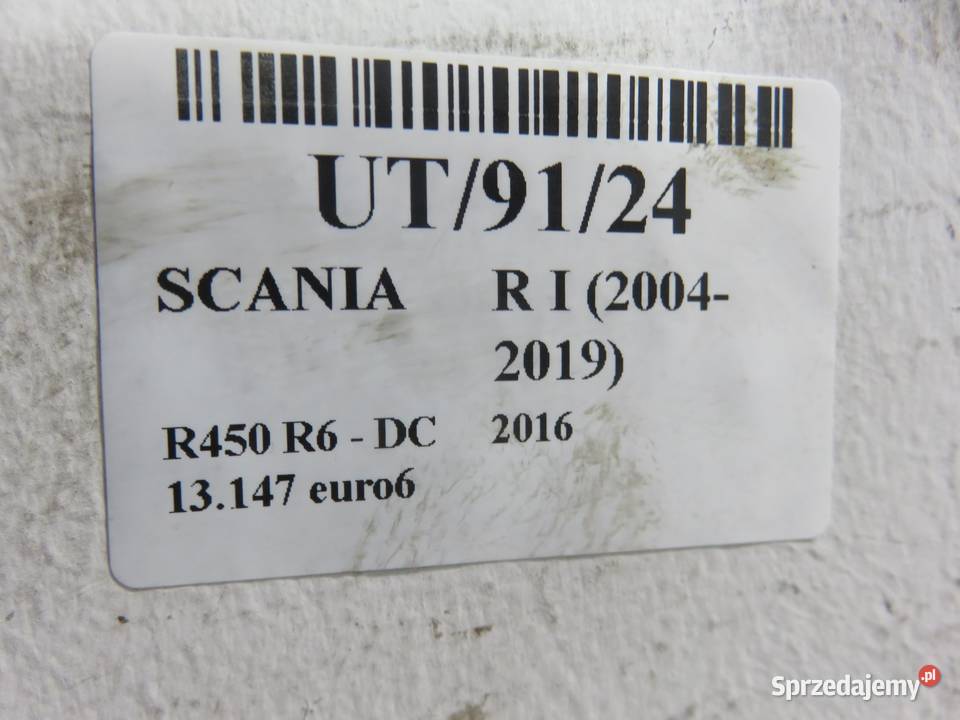 UT/91/24
SCANIA R I (2004-
2019)
R450 R6 - DC 2016
13.147 euro6
Sprzedajemy.pl